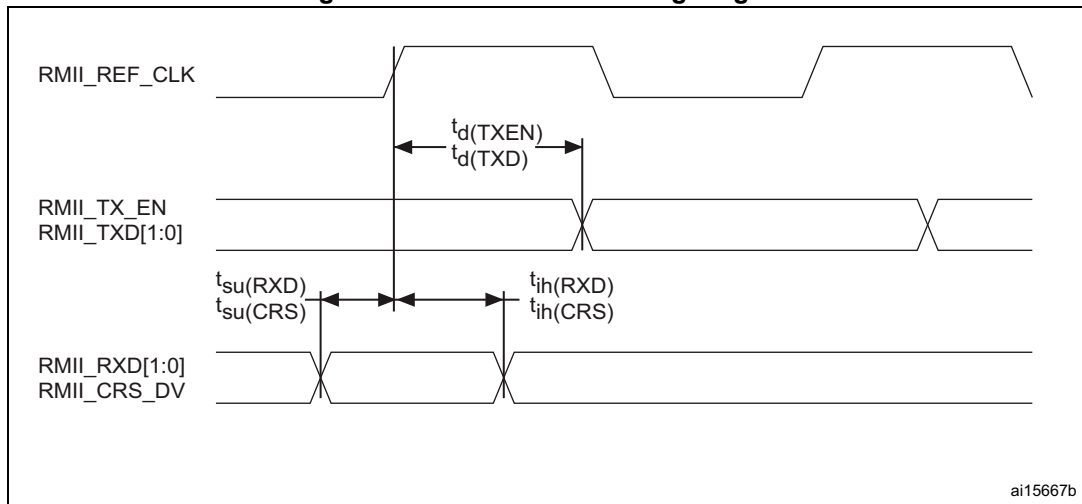 RMII_REF_CLK
td(TXEN)
td(TXD)
RMII_TX_EN
RMII_TXD[1:0]
tsu(RXD)
tsu(CRS)
tih(RXD)
tih(CRS)
RMII_RXD[1:0]
RMII_CRS_DV
ai15667b